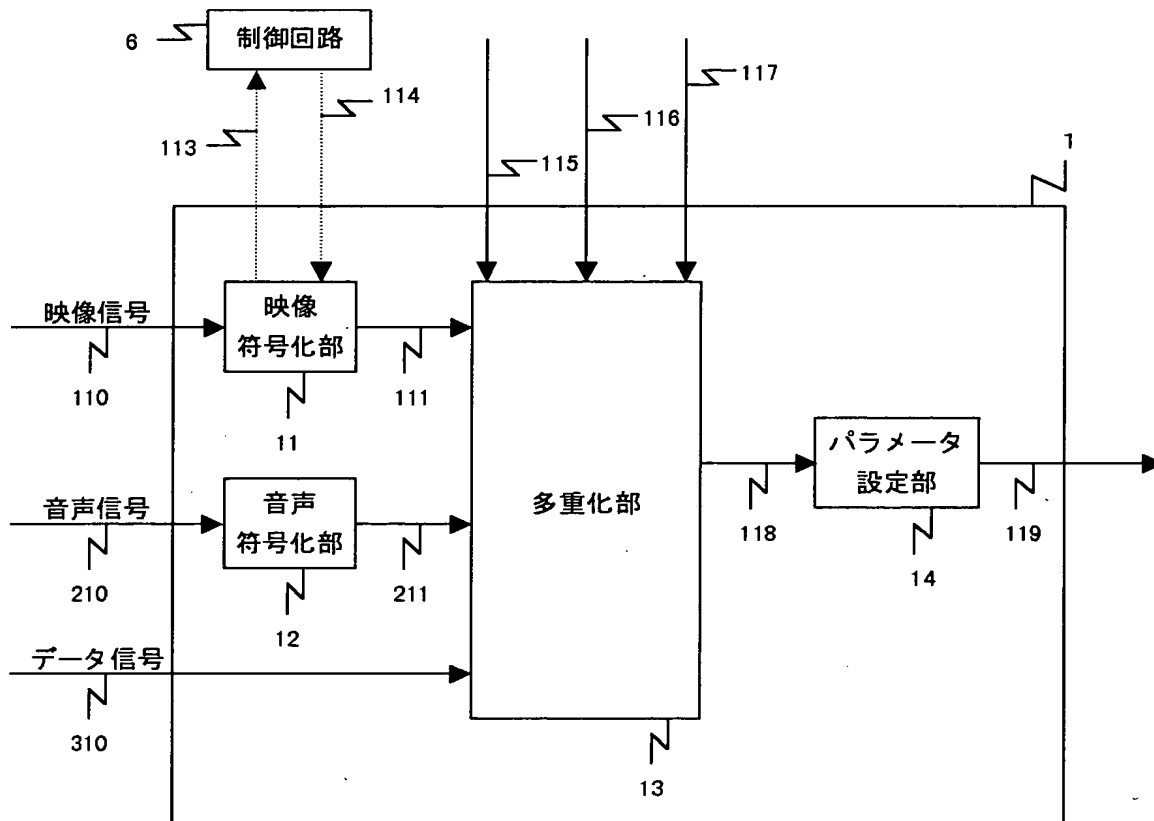 6
制御回路
117
114
116
113
115
1
映像信号
映像
符号化部
110
111
11
パラメータ
設定部
音声信号
音声
符号化部
多重化部
118
119
14
210
211
12
データ信号
310
13